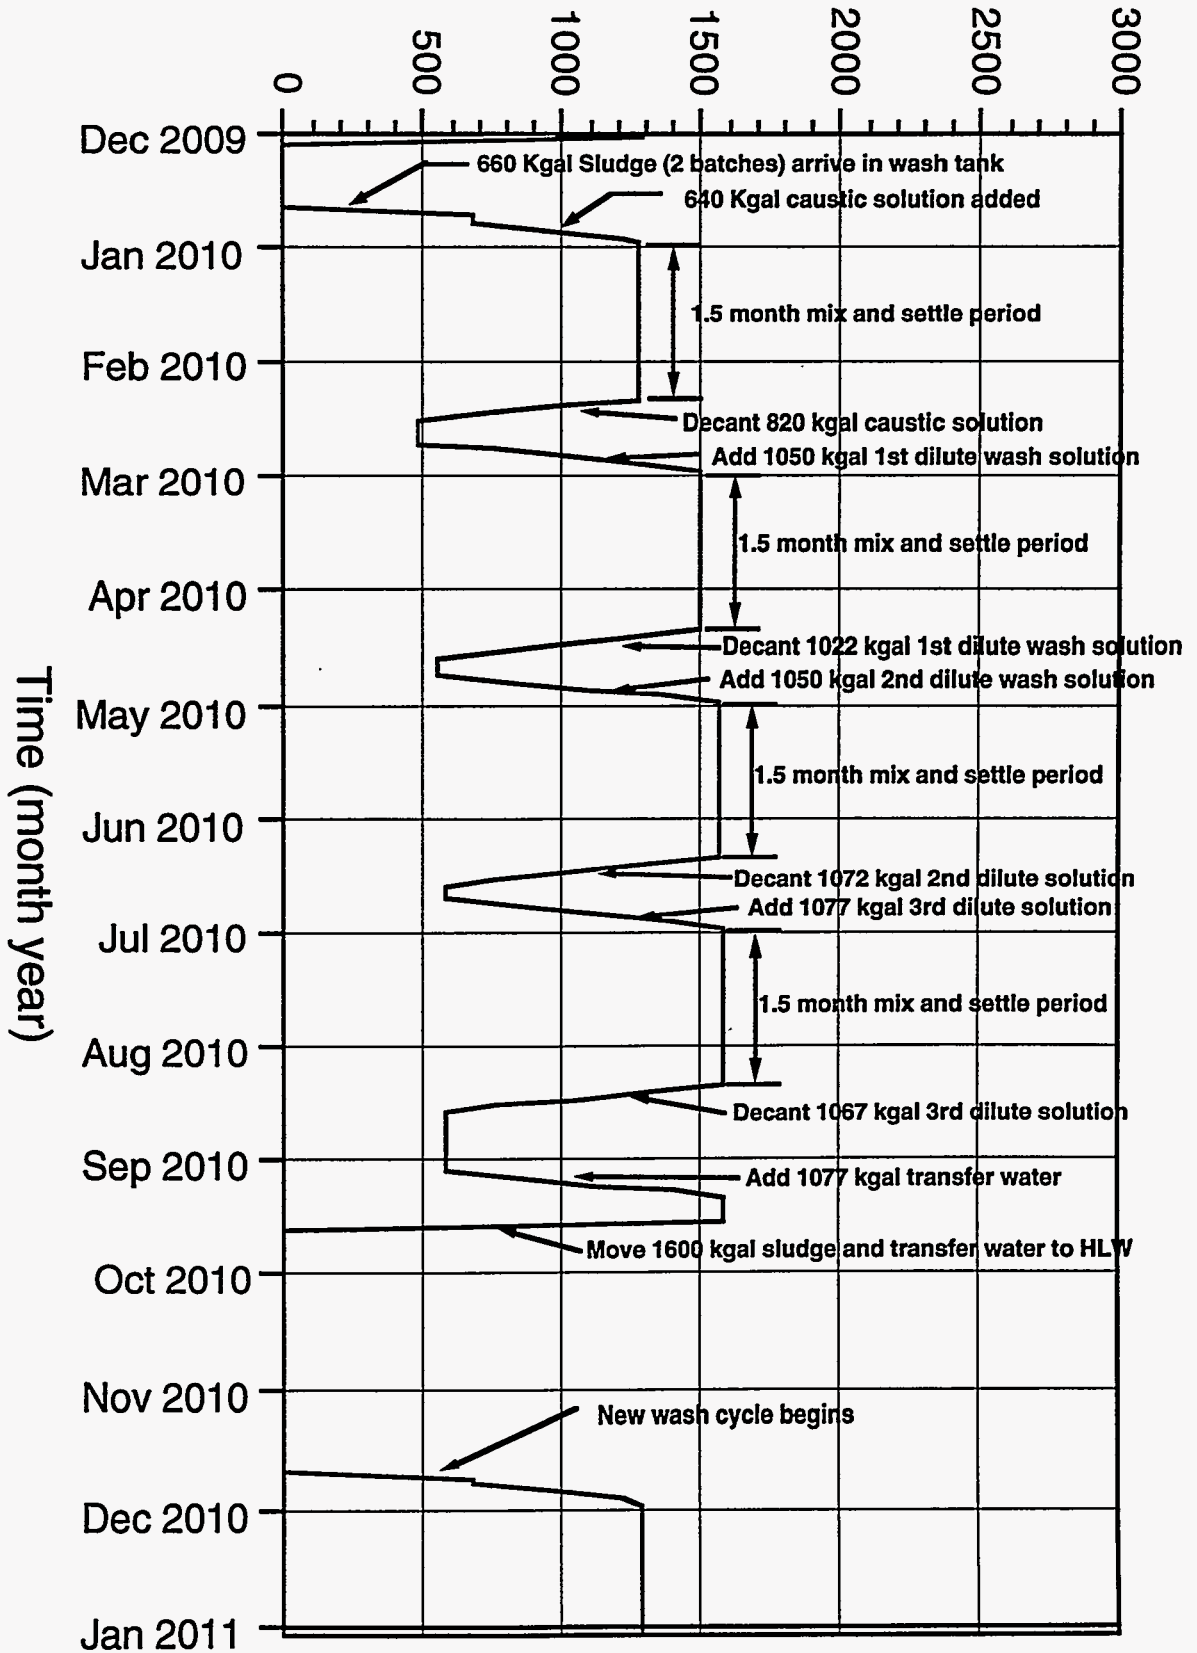 0
500
1000
1500
2000
2500
3000
Dec 2009
660 Kgal Sludge (2 batches) arrive in wash tank
640 Kgal caustic solution added
Jan 2010
1.5 month mix and settle period
Feb 2010
Decant 820 kgal caustic solution
Add 1050 kgal 1st dilute wash solution
Mar 2010
1.5 month mix and settle period
Apr 2010
Decant 1022 kgal 1st dilute wash solution
Add 1050 kgal 2nd dilute wash solution
May 2010
1.5 month mix and settle period
Jun 2010
Decant 1072 kgal 2nd dilute solution
Add 1077 kgal 3rd dilute solution
Jul 2010
1.5 month mix and settle period
Aug 2010
Decant 1067 kgal 3rd dilute solution
Sep 2010
Add 1077 kgal transfer water
Move 1600 kgal sludge and transfer water to HLW
Oct 2010
Nov 2010
New wash cycle begins
Dec 2010
Jan 2011
Time (month year)